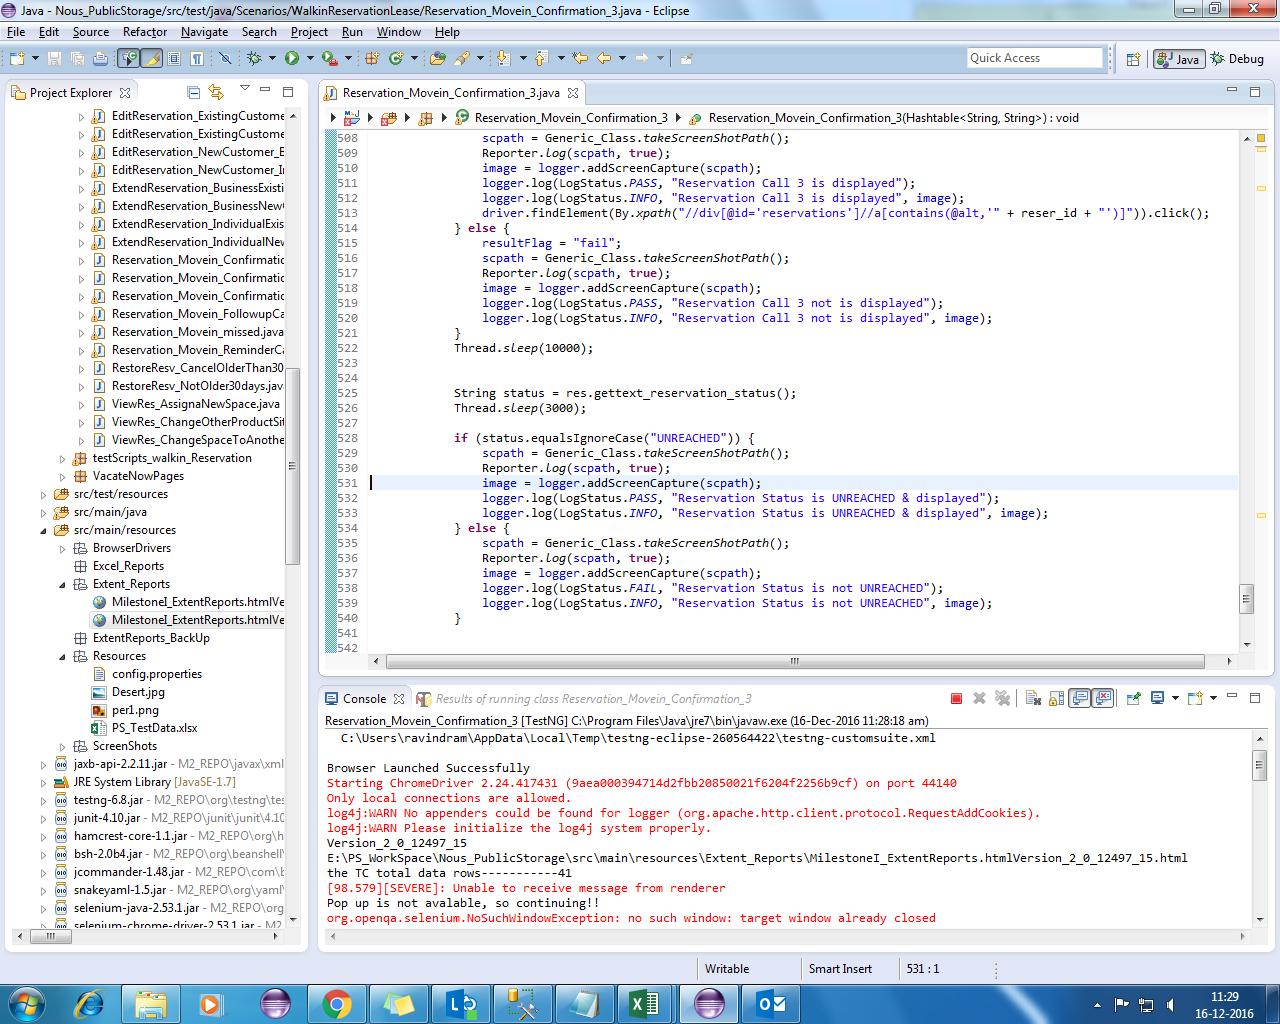 Java - Nous_PublicStorage/src/test/java/Scenarios/WalkinReservationLease/Reservation_Movein_Confirmation_3.java - Eclipse
File Edit Source Refactor Navigate Search Project Run Window Help
Quick Access
Java
Debug
Project Explorer
EditReservation_ExistingCustome
EditReservation_ExistingCustome
EditReservation_NewCustomer_E
EditReservation_NewCustomer_I
ExtendReservation_BusinessExisti
ExtendReservation_BusinessNew
ExtendReservation_IndividualExis
ExtendReservation_IndividualNew
Reservation_Movein_Confirmatio
Reservation_Movein_Confirmatio
Reservation_Movein_Confirmatio
Reservation_Movein_FollowupCa
Reservation_Movein_missed.java
Reservation_Movein_ReminderCa
RestoreResv_CancelOlderThan30
RestoreResv_NotOlder30days.jav
ViewRes_AssignaNewSpace.java
ViewRes_ChangeOtherProductSit
ViewRes_ChangeSpaceToAnothe
testScripts_walkin_Reservation
VacateNowPages
src/test/resources
src/main/java
src/main/resources
BrowserDrivers
Excel_Reports
Extent_Reports
MilestoneI_ExtentReports.htmlVe
MilestoneI_ExtentReports.htmlVe
ExtentReports_BackUp
Resources
config.properties
Desert.jpg
per1.png
PS_TestData.xlsx
ScreenShots
jaxb-api-2.2.11.jar - M2_REPO\javax\xml
JRE System Library [JavaSE-1.7]
testng-6.8.jar - M2_REPO\org\testng\tes
junit-4.10.jar - M2_REPO\junit\junit\4.10
hamcrest-core-1.1.jar - M2_REPO\org\h
bsh-2.0b4.jar - M2_REPO\org\beanshell\
jcommander-1.48.jar - M2_REPO\com\b
snakeyaml-1.5.jar - M2_REPO\org\yaml\
selenium-java-2.53.1.jar - M2_REPO\org
selenium-chrome-driver-2.53.1.jar - M2
Reservation_Movein_Confirmation_3.java
Reservation_Movein_Confirmation_3 Reservation_Movein_Confirmation_3(Hashtable<String, String>) : void
508 scpath = Generic_Class.takeScreenShotPath();
509 Reporter.log(scpath, true);
510 image = logger.addScreenCapture(scpath);
511 logger.log(LogStatus.PASS, "Reservation Call 3 is displayed");
512 logger.log(LogStatus.INFO, "Reservation Call 3 is displayed", image);
513 driver.findElement(By.xpath("//div[@id='reservations']//a[contains(@alt,'" + reser_id + "')]")).click();
514 } else {
515 resultFlag = "fail";
516 scpath = Generic_Class.takeScreenShotPath();
517 Reporter.log(scpath, true);
518 image = logger.addScreenCapture(scpath);
519 logger.log(LogStatus.PASS, "Reservation Call 3 not is displayed");
520 logger.log(LogStatus.INFO, "Reservation Call 3 not is displayed", image);
521 }
522 Thread.sleep(10000);
523
524
525 String status = res.gettext_reservation_status();
526 Thread.sleep(3000);
527
528 if (status.equalsIgnoreCase("UNREACHED")) {
529 scpath = Generic_Class.takeScreenShotPath();
530 Reporter.log(scpath, true);
531 image = logger.addScreenCapture(scpath);
532 logger.log(LogStatus.PASS, "Reservation Status is UNREACHED & displayed");
533 logger.log(LogStatus.INFO, "Reservation Status is UNREACHED & displayed", image);
534 } else {
535 scpath = Generic_Class.takeScreenShotPath();
536 Reporter.log(scpath, true);
537 image = logger.addScreenCapture(scpath);
538 logger.log(LogStatus.FAIL, "Reservation Status is not UNREACHED");
539 logger.log(LogStatus.INFO, "Reservation Status is not UNREACHED", image);
540 }
541
542
Console Results of running class Reservation_Movein_Confirmation_3
Reservation_Movein_Confirmation_3 [TestNG] C:\Program Files\Java\jre7\bin\javaw.exe (16-Dec-2016 11:28:18 am)
C:\Users\ravindram\AppData\Local\Temp\testng-eclipse-260564422\testng-customsuite.xml
Browser Launched Successfully
Starting ChromeDriver 2.24.417431 (9aea000394714d2fbb20850021f6204f2256b9cf) on port 44140
Only local connections are allowed.
log4j:WARN No appenders could be found for logger (org.apache.http.client.protocol.RequestAddCookies).
log4j:WARN Please initialize the log4j system properly.
Version_2_0_12497_15
E:\PS_WorkSpace\Nous_PublicStorage\src\main\resources\Extent_Reports\MilestoneI_ExtentReports.htmlVersion_2_0_12497_15.html
the TC total data rows-----------41
[98.579][SEVERE]: Unable to receive message from renderer
Pop up is not avalable, so continuing!!
org.openqa.selenium.NoSuchWindowException: no such window: target window already closed
Writable Smart Insert 531 : 1
11:29
16-12-2016